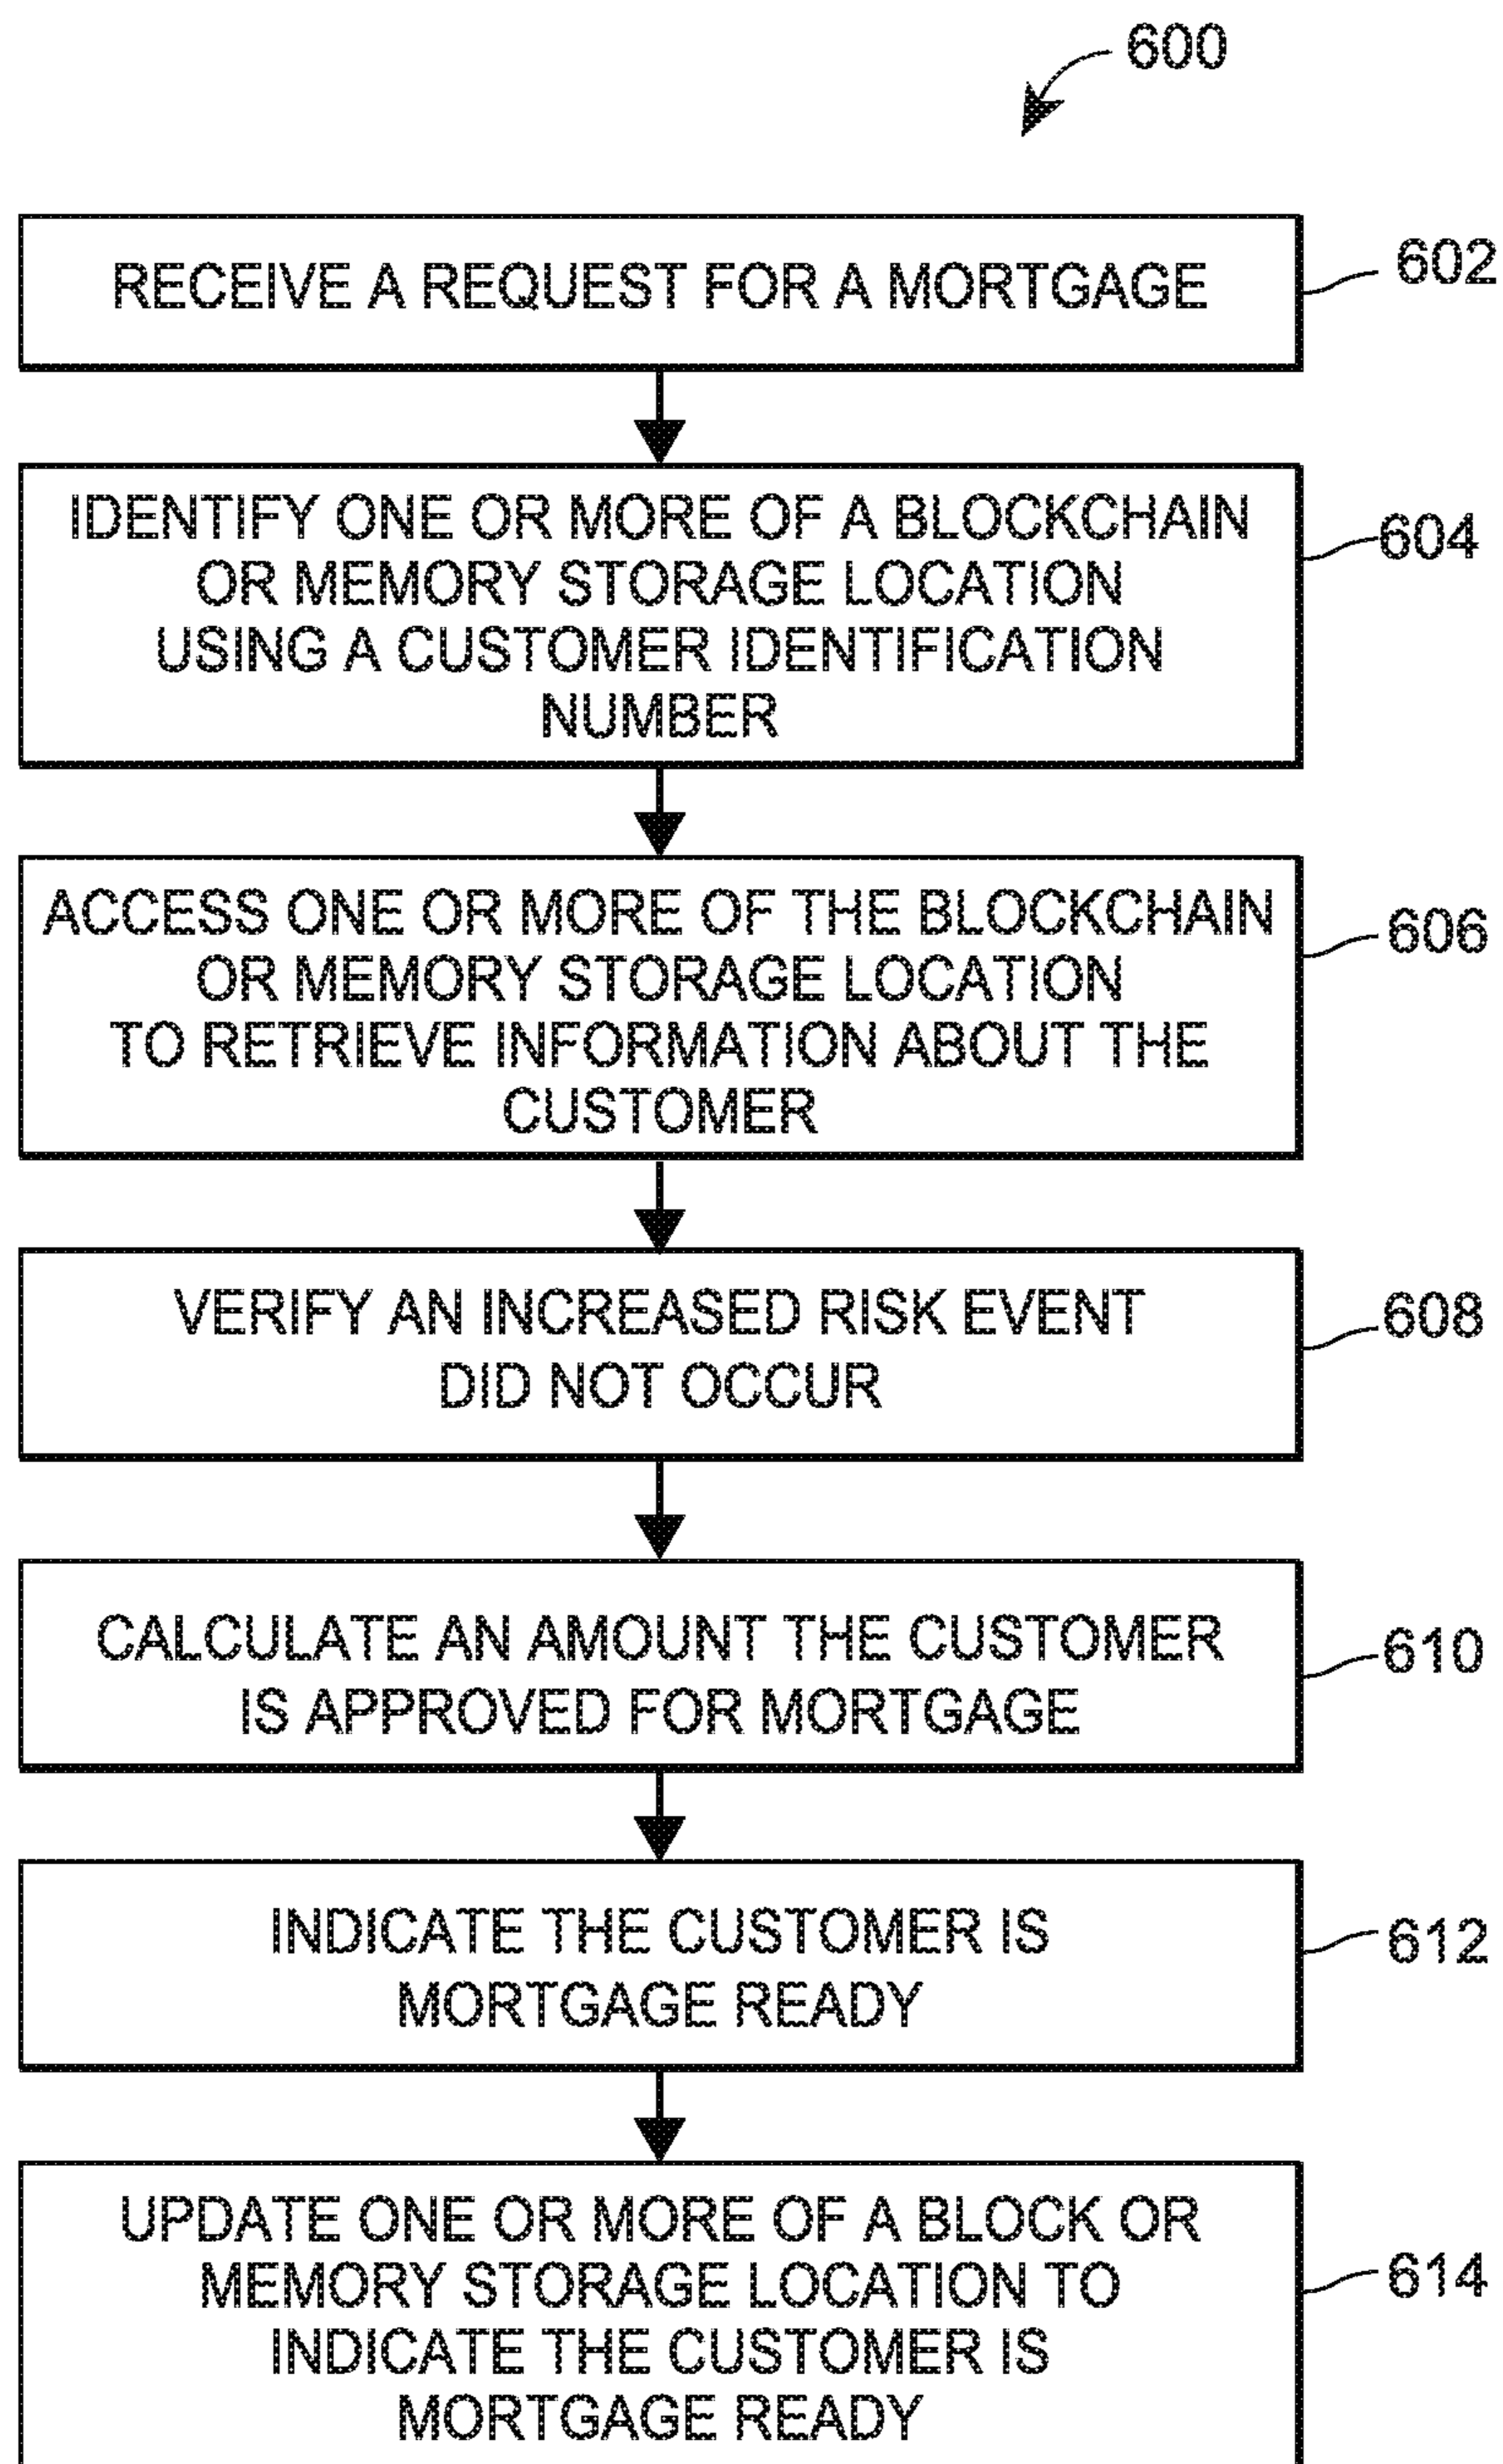 600
RECEIVE A REQUEST FOR A MORTGAGE
602
IDENTIFY ONE OR MORE OF A BLOCKCHAIN
OR MEMORY STORAGE LOCATION
USING A CUSTOMER IDENTIFICATION
NUMBER
604
ACCESS ONE OR MORE OF THE BLOCKCHAIN
OR MEMORY STORAGE LOCATION
TO RETRIEVE INFORMATION ABOUT THE
CUSTOMER
606
VERIFY AN INCREASED RISK EVENT
DID NOT OCCUR
608
CALCULATE AN AMOUNT THE CUSTOMER
IS APPROVED FOR MORTGAGE
610
INDICATE THE CUSTOMER IS
MORTGAGE READY
612
UPDATE ONE OR MORE OF A BLOCK OR
MEMORY STORAGE LOCATION TO
INDICATE THE CUSTOMER IS
MORTGAGE READY
614